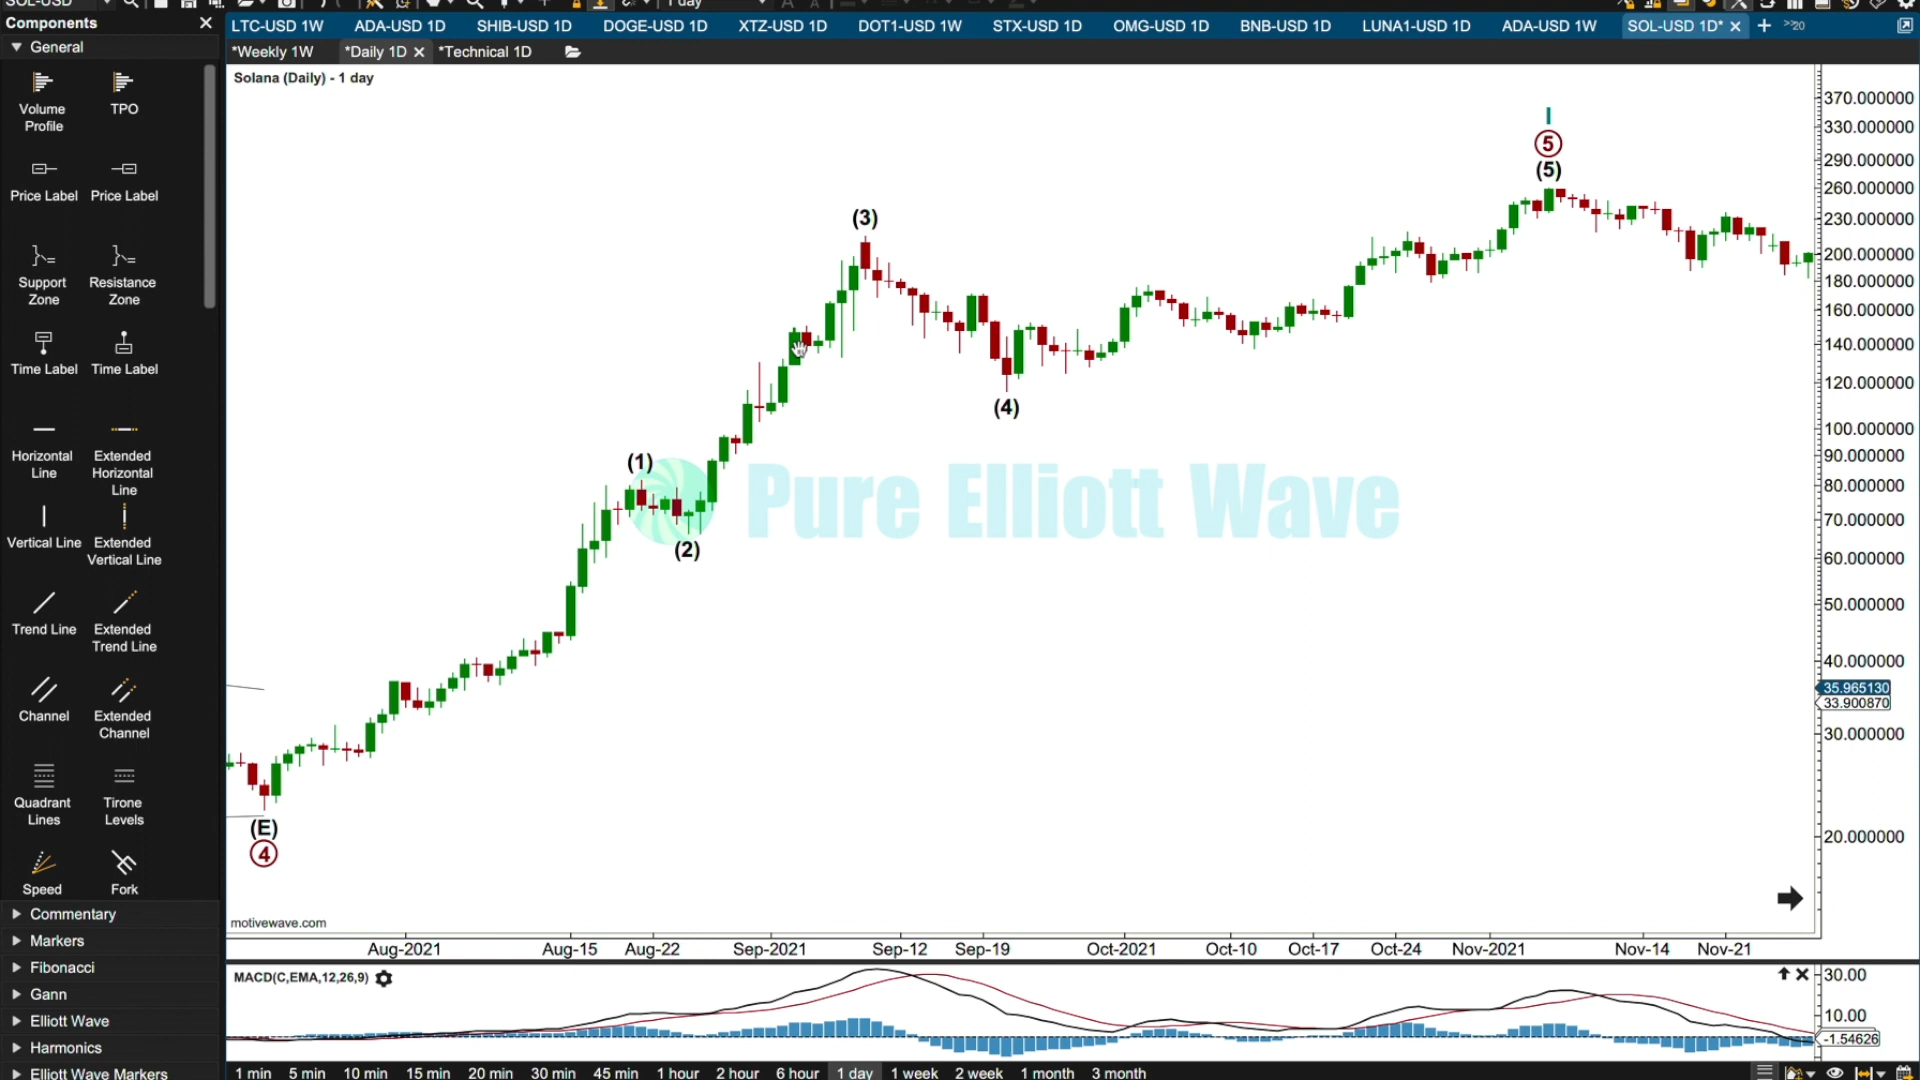 SOL-USD
1 day
Components
LTC-USD 1W
ADA-USD 1D
SHIB-USD 1D
DOGE-USD 1D
XTZ-USD 1D
DOT1-USD 1W
STX-USD 1D
OMG-USD 1D
BNB-USD 1D
LUNA1-USD 1D
ADA-USD 1W
SOL-USD 1D*
20
*Weekly 1W
*Daily 1D
*Technical 1D
General
Volume Profile
TPO
Price Label
Price Label
Support Zone
Resistance Zone
Time Label
Time Label
Horizontal Line
Extended Horizontal Line
Vertical Line
Extended Vertical Line
Trend Line
Extended Trend Line
Channel
Extended Channel
Quadrant Lines
Tirone Levels
Speed
Fork
Commentary
Markers
Fibonacci
Gann
Elliott Wave
Harmonics
Elliott Wave Markers
Solana (Daily) - 1 day
I
5
(5)
(3)
(4)
(1)
(2)
(E)
4
Pure Elliott Wave
370.000000
330.000000
290.000000
260.000000
230.000000
200.000000
180.000000
160.000000
140.000000
120.000000
100.000000
90.000000
80.000000
70.000000
60.000000
50.000000
40.000000
35.965130
33.900870
30.000000
20.000000
motivewave.com
Aug-2021
Aug-15
Aug-22
Sep-2021
Sep-12
Sep-19
Oct-2021
Oct-10
Oct-17
Oct-24
Nov-2021
Nov-14
Nov-21
MACD(C,EMA,12,26,9)
30.00
10.00
-1.54626
1 min
5 min
10 min
15 min
20 min
30 min
45 min
1 hour
2 hour
6 hour
1 day
1 week
2 week
1 month
3 month